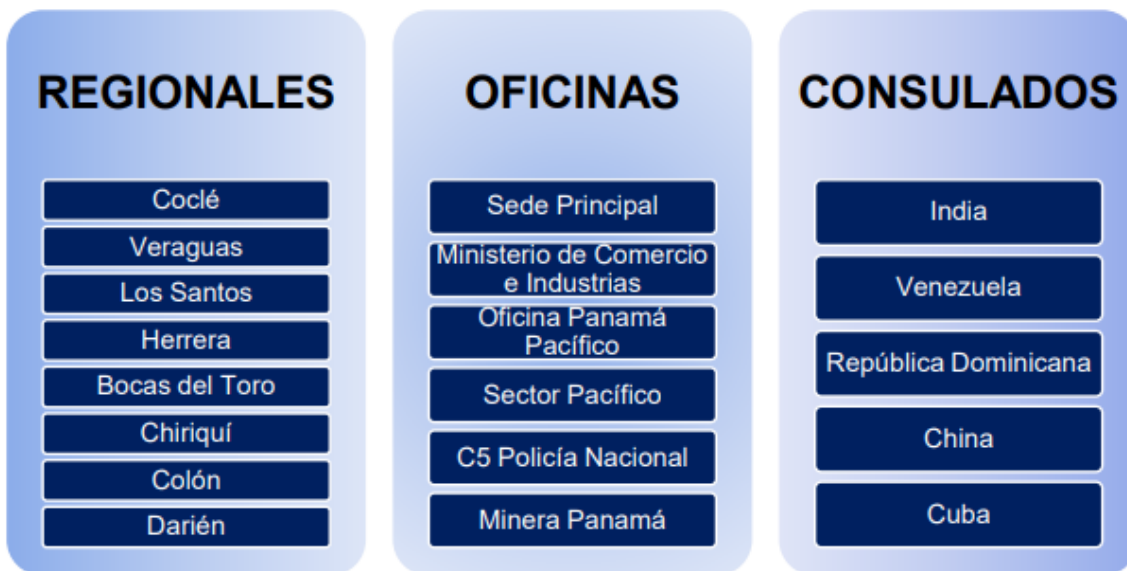 REGIONALES
Coclé
Veraguas
Los Santos
Herrera
Bocas del Toro
Chiriquí
Colón
Darién
OFICINAS
Sede Principal
Ministerio de Comercio
e Industrias
Oficina Panamá
Pacífico
Sector Pacífico
C5 Policía Nacional
Minera Panamá
CONSULADOS
India
Venezuela
República Dominicana
China
Cuba